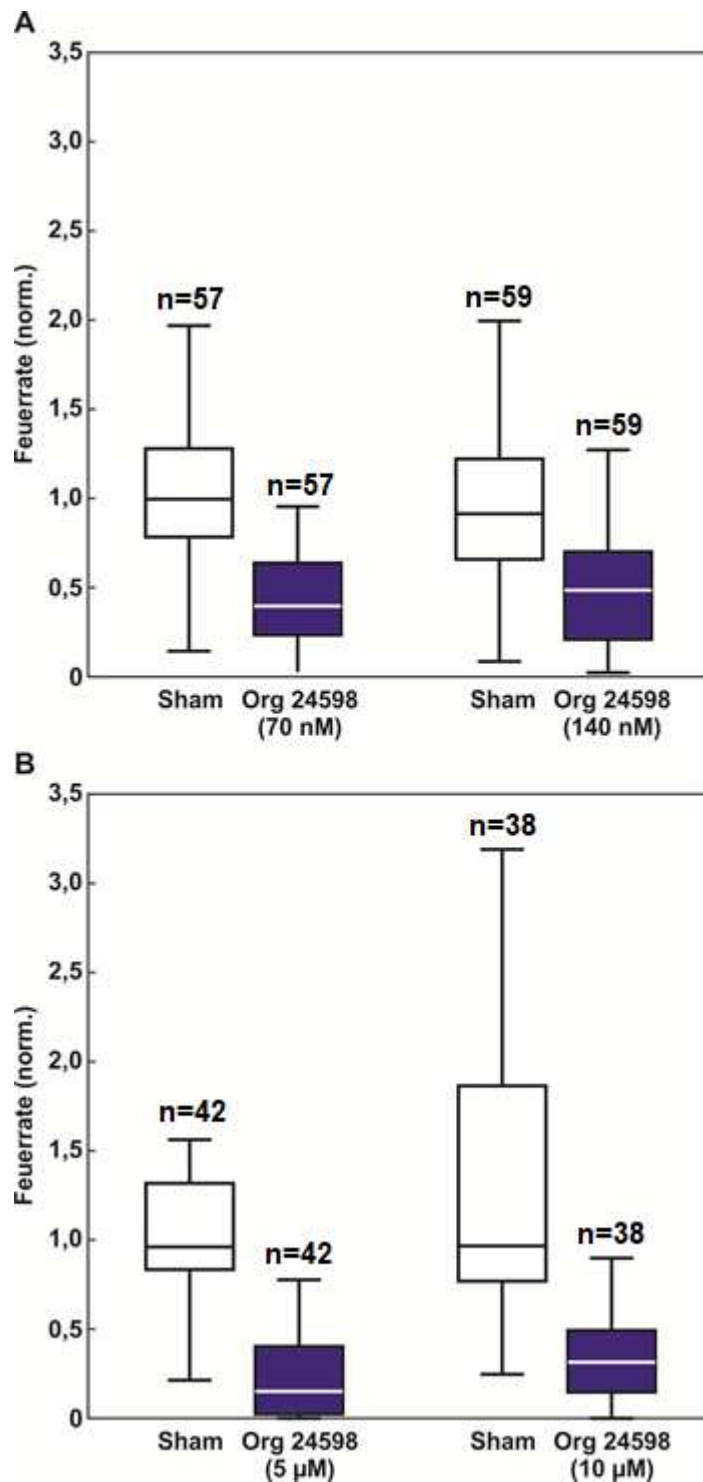 A
3,5
3,0
2,5
2,0
1,5
1,0
0,5
0
Feuerrate (norm.)
n=57
n=57
n=59
n=59
Sham
Org 24598
(70 nM)
Sham
Org 24598
(140 nM)
B
3,5
3,0
2,5
2,0
1,5
1,0
0,5
0
Feuerrate (norm.)
n=42
n=42
n=38
n=38
Sham
Org 24598
(5 µM)
Sham
Org 24598
(10 µM)